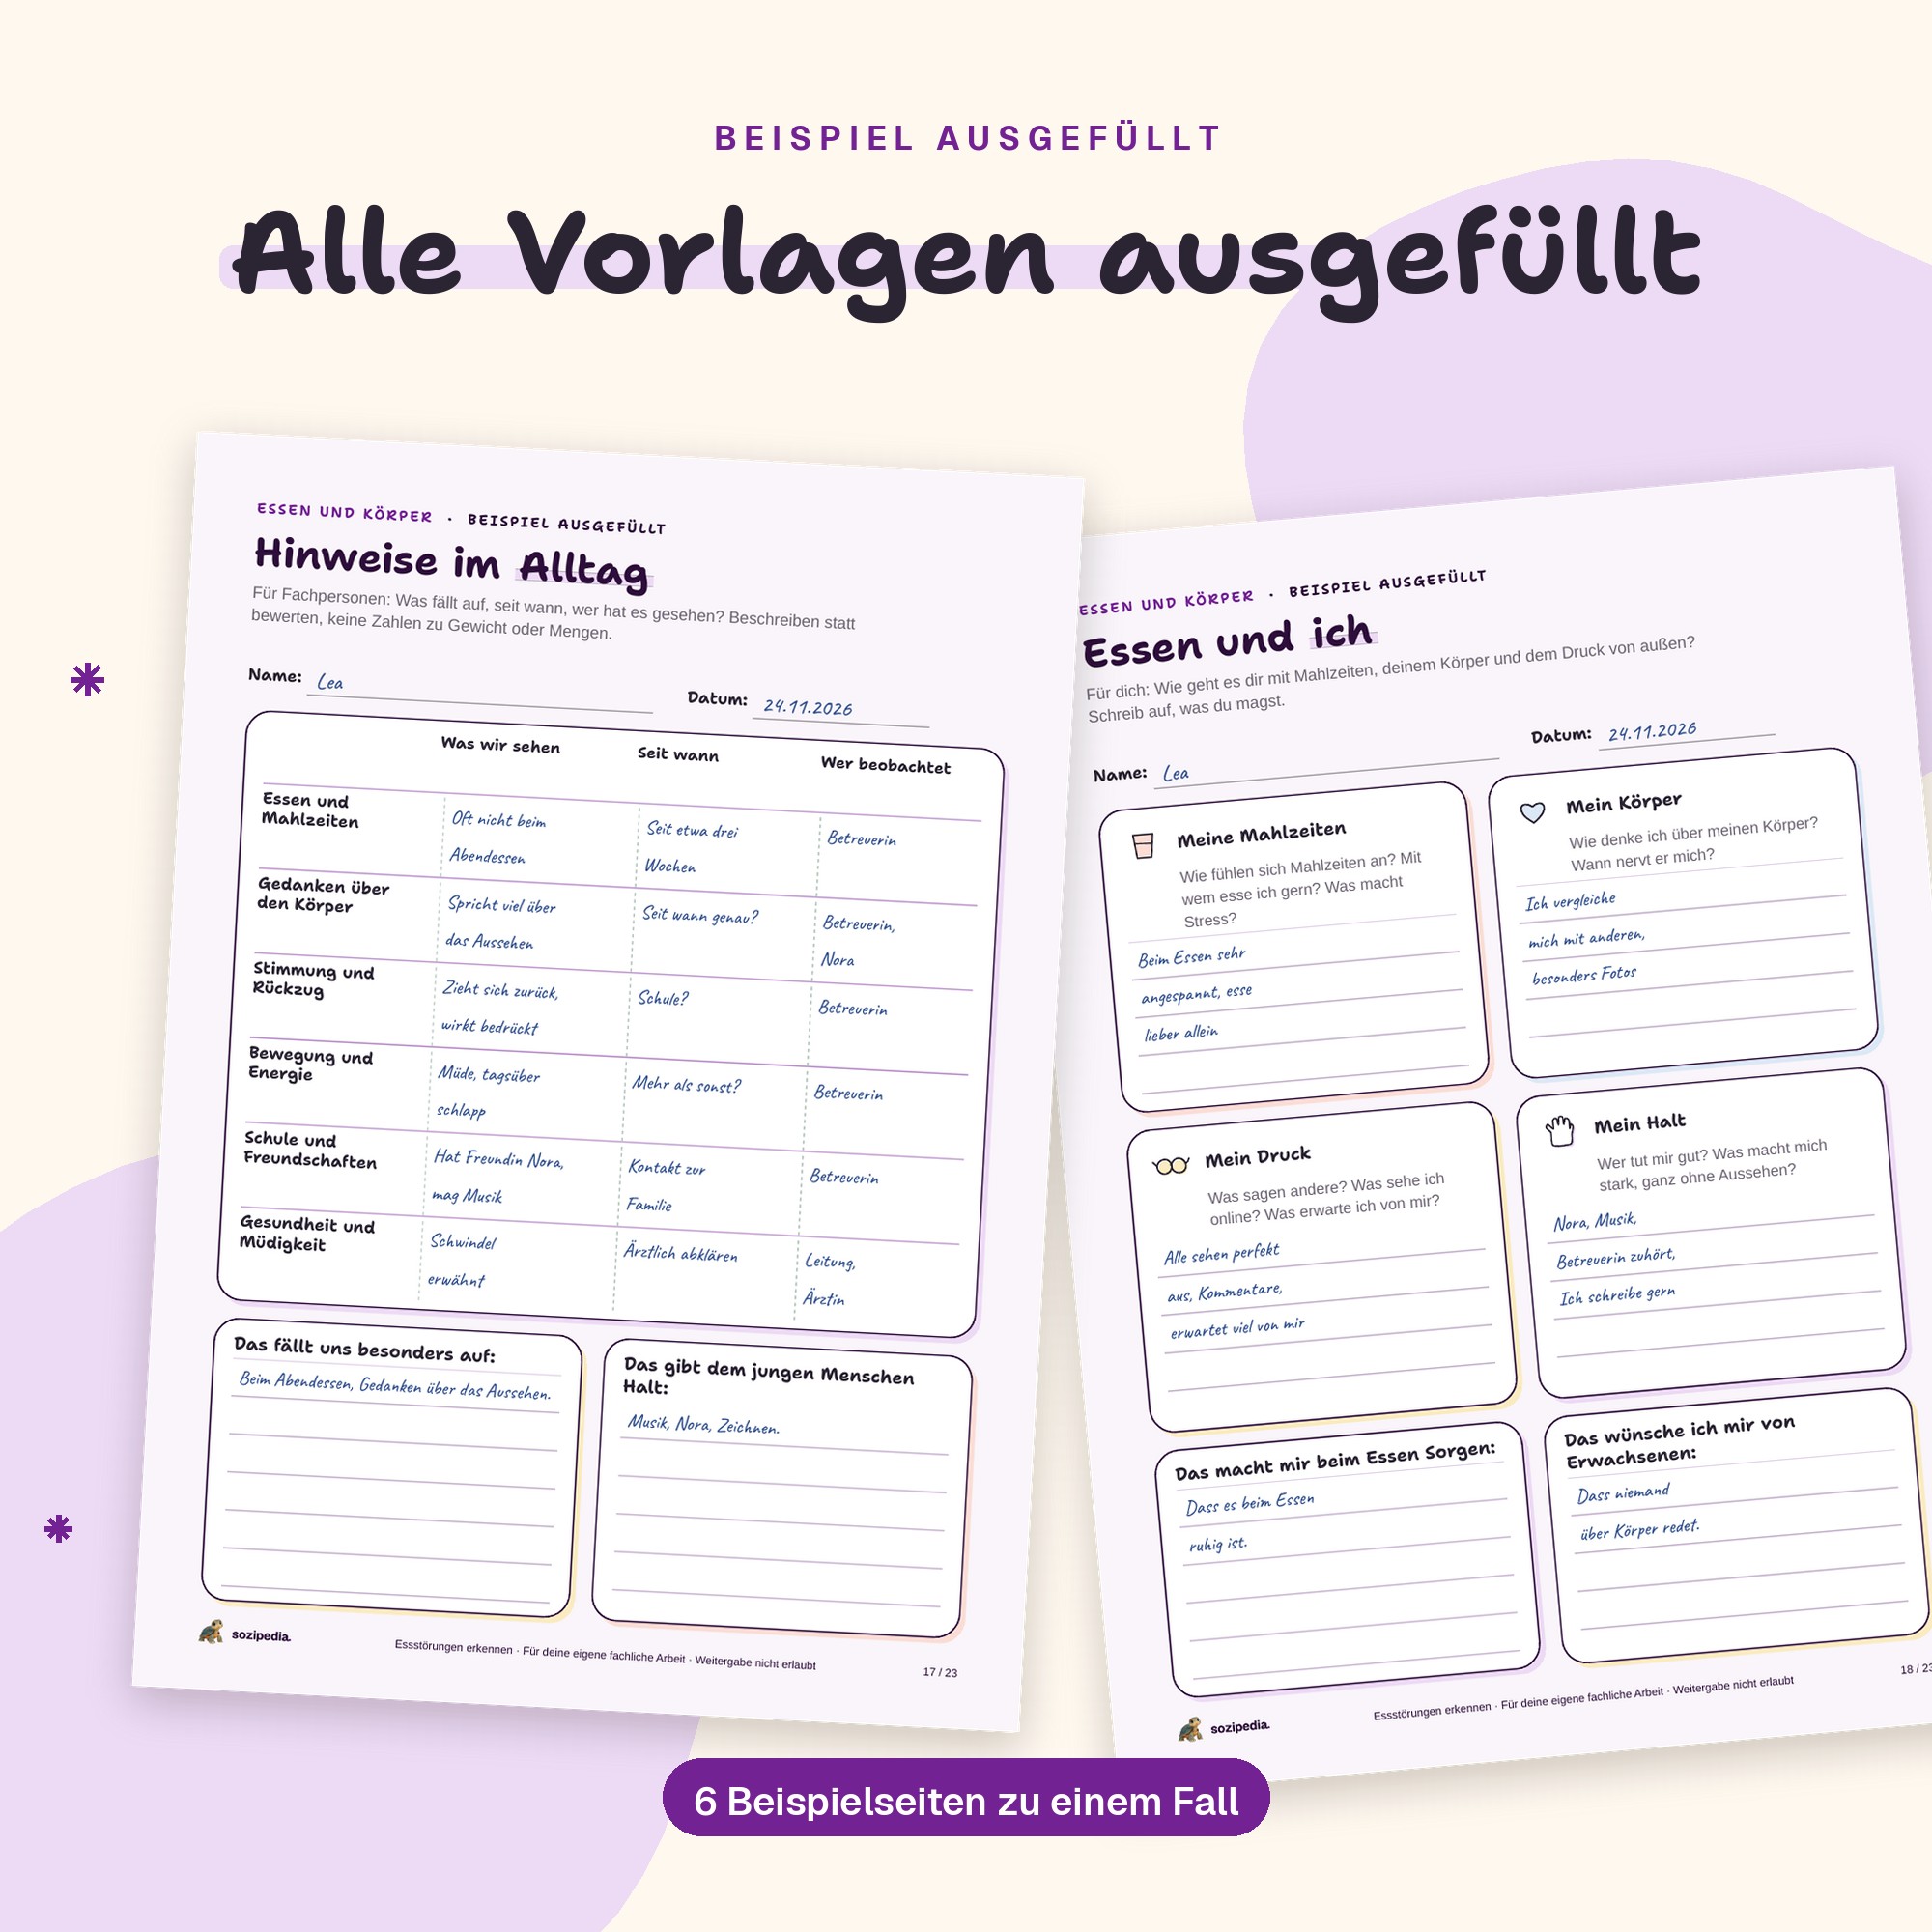 BEISPIEL AUSGEFÜLLT
Alle Vorlagen ausgefüllt
ESSEN UND KÖRPER · BEISPIEL AUSGEFÜLLT
Hinweise im Alltag
Für Fachpersonen: Was fällt auf, seit wann, wer hat es gesehen? Beschreiben statt
bewerten, keine Zahlen zu Gewicht oder Mengen.
Name: Lea
Datum: 24.11.2026
Was wir sehen
Seit wann
Wer beobachtet
Essen und
Mahlzeiten
Oft nicht beim
Abendessen
Seit etwa drei
Wochen
Betreuerin
Gedanken über
den Körper
Spricht viel über
das Aussehen
Seit wann genau?
Betreuerin,
Nora
Stimmung und
Rückzug
Zieht sich zurück,
wirkt bedrückt
Schule?
Betreuerin
Bewegung und
Energie
Müde, tagsüber
schlapp
Mehr als sonst?
Betreuerin
Schule und
Freundschaften
Hat Freundin Nora,
mag Musik
Kontakt zur
Familie
Betreuerin
Gesundheit und
Müdigkeit
Schwindel
erwähnt
Ärztlich abklären
Leitung,
Ärztin
Das fällt uns besonders auf:
Beim Abendessen, Gedanken über das Aussehen.
Das gibt dem jungen Menschen
Halt:
Musik, Nora, Zeichnen.
sozipedia.
Essstörungen erkennen · Für deine eigene fachliche Arbeit · Weitergabe nicht erlaubt
17 / 23
ESSEN UND KÖRPER · BEISPIEL AUSGEFÜLLT
Essen und ich
Für dich: Wie geht es dir mit Mahlzeiten, deinem Körper und dem Druck von außen?
Schreib auf, was du magst.
Name: Lea
Datum: 24.11.2026
Meine Mahlzeiten
Wie fühlen sich Mahlzeiten an? Mit
wem esse ich gern? Was macht
Stress?
Beim Essen sehr
angespannt, esse
lieber allein
Mein Körper
Wie denke ich über meinen Körper?
Wann nervt er mich?
Ich vergleiche
mich mit anderen,
besonders Fotos
Mein Druck
Was sagen andere? Was sehe ich
online? Was erwarte ich von mir?
Alle sehen perfekt
aus, Kommentare,
erwartet viel von mir
Mein Halt
Wer tut mir gut? Was macht mich
stark, ganz ohne Aussehen?
Nora, Musik,
Betreuerin zuhört,
Ich schreibe gern
Das macht mir beim Essen Sorgen:
Dass es beim Essen
ruhig ist.
Das wünsche ich mir von
Erwachsenen:
Dass niemand
über Körper redet.
sozipedia.
Essstörungen erkennen · Für deine eigene fachliche Arbeit · Weitergabe nicht erlaubt
18 / 23
6 Beispielseiten zu einem Fall